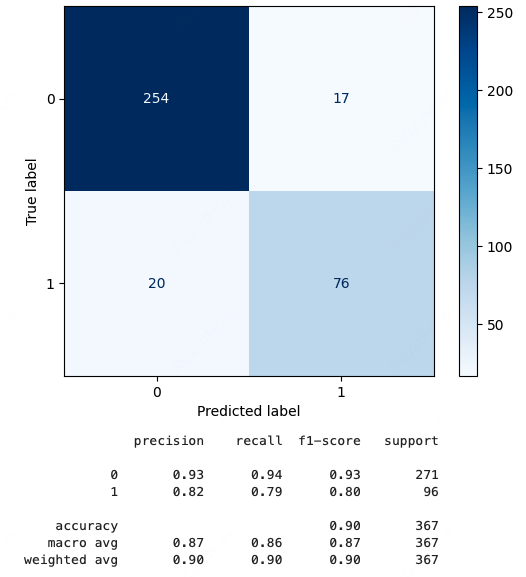 250
254 17
0
200
True label
150
100
20 76
1
50
0 1
Predicted label
precision recall f1-score support
0 0.93 0.94 0.93 271
1 0.82 0.79 0.80 96
accuracy 0.90 367
macro avg 0.87 0.86 0.87 367
weighted avg 0.90 0.90 0.90 367